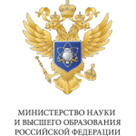 МИНИСТЕРСТВО НАУКИ
И ВЫСШЕГО ОБРАЗОВАНИЯ
РОССИЙСКОЙ ФЕДЕРАЦИИ